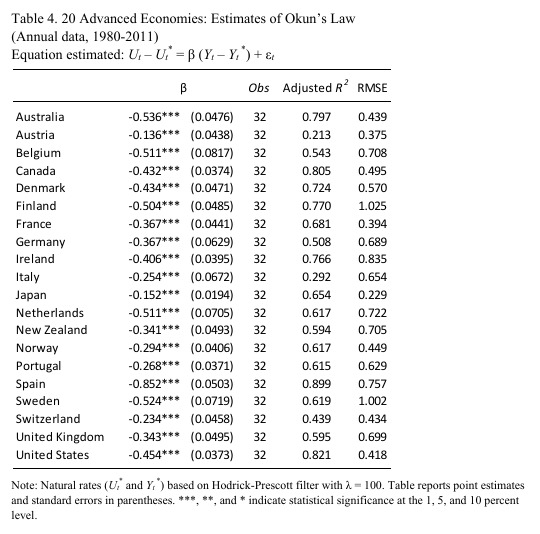 Table 4. 20 Advanced Economies: Estimates of Okun's Law
(Annual data, 1980-2011)
Equation estimated: Uₜ – Uₜ* = β (Yₜ – Yₜ*) + εₜ
β Obs Adjusted R² RMSE
Australia -0.536*** (0.0476) 32 0.797 0.439
Austria -0.136*** (0.0438) 32 0.213 0.375
Belgium -0.511*** (0.0817) 32 0.543 0.708
Canada -0.432*** (0.0374) 32 0.805 0.495
Denmark -0.434*** (0.0471) 32 0.724 0.570
Finland -0.504*** (0.0485) 32 0.770 1.025
France -0.367*** (0.0441) 32 0.681 0.394
Germany -0.367*** (0.0629) 32 0.508 0.689
Ireland -0.406*** (0.0395) 32 0.766 0.835
Italy -0.254*** (0.0672) 32 0.292 0.654
Japan -0.152*** (0.0194) 32 0.654 0.229
Netherlands -0.511*** (0.0705) 32 0.617 0.722
New Zealand -0.341*** (0.0493) 32 0.594 0.705
Norway -0.294*** (0.0406) 32 0.617 0.449
Portugal -0.268*** (0.0371) 32 0.615 0.629
Spain -0.852*** (0.0503) 32 0.899 0.757
Sweden -0.524*** (0.0719) 32 0.619 1.002
Switzerland -0.234*** (0.0458) 32 0.439 0.434
United Kingdom -0.343*** (0.0495) 32 0.595 0.699
United States -0.454*** (0.0373) 32 0.821 0.418
Note: Natural rates (Uₜ* and Yₜ*) based on Hodrick-Prescott filter with λ = 100. Table reports point estimates
and standard errors in parentheses. ***, **, and * indicate statistical significance at the 1, 5, and 10 percent
level.